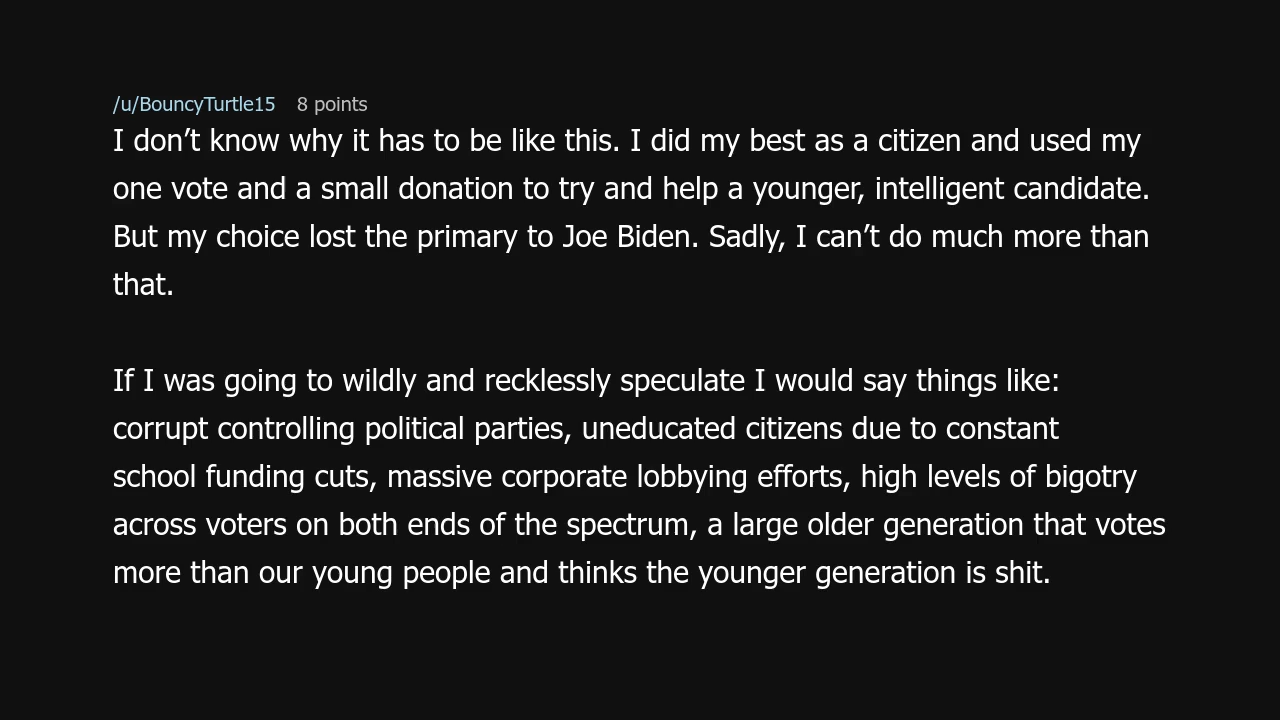 /u/BouncyTurtle15 8 points
I don’t know why it has to be like this. I did my best as a citizen and used my
one vote and a small donation to try and help a younger, intelligent candidate.
But my choice lost the primary to Joe Biden. Sadly, I can’t do much more than
that.
If I was going to wildly and recklessly speculate I would say things like:
corrupt controlling political parties, uneducated citizens due to constant
school funding cuts, massive corporate lobbying efforts, high levels of bigotry
across voters on both ends of the spectrum, a large older generation that votes
more than our young people and thinks the younger generation is shit.